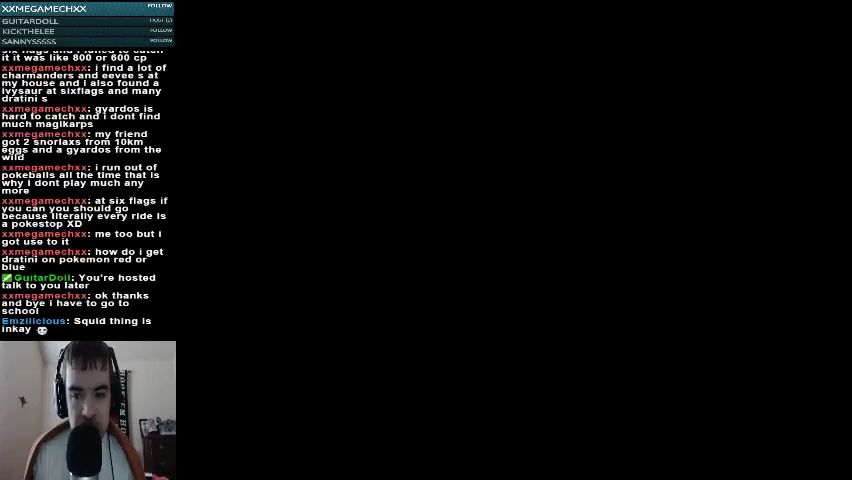 XXMEGAMECHXX FOLLOW
GUITARDOLL HOST (1)
KICKTHELEE FOLLOW
SANNYSSSSS FOLLOW
six flags and i failed to catch
it it was like 800 or 600 cp
xxmegamechxx: i find a lot of
charmanders and eevee s at
my house and i also found a
ivysaur at sixflags and many
dratini s
xxmegamechxx: gyardos is
hard to catch and i dont find
much magikarps
xxmegamechxx: my friend
got 2 snorlaxs from 10km
eggs and a gyardos from the
wild
xxmegamechxx: i run out of
pokeballs all the time that is
why i dont play much any
more
xxmegamechxx: at six flags if
you can you should go
because literally every ride is
a pokestop XD
xxmegamechxx: me too but i
got use to it
xxmegamechxx: how do i get
dratini on pokemon red or
blue
GuitarDoll: You're hosted
talk to you later
xxmegamechxx: ok thanks
and bye i have to go to
school
Emzilicious: Squid thing is
inkay